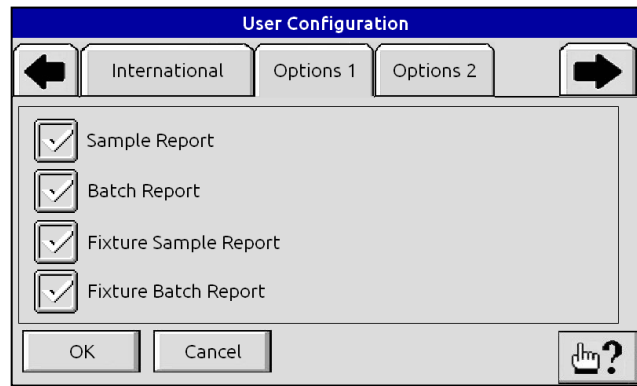 User Configuration
International
Options 1
Options 2
Sample Report
Batch Report
Fixture Sample Report
Fixture Batch Report
OK
Cancel
?